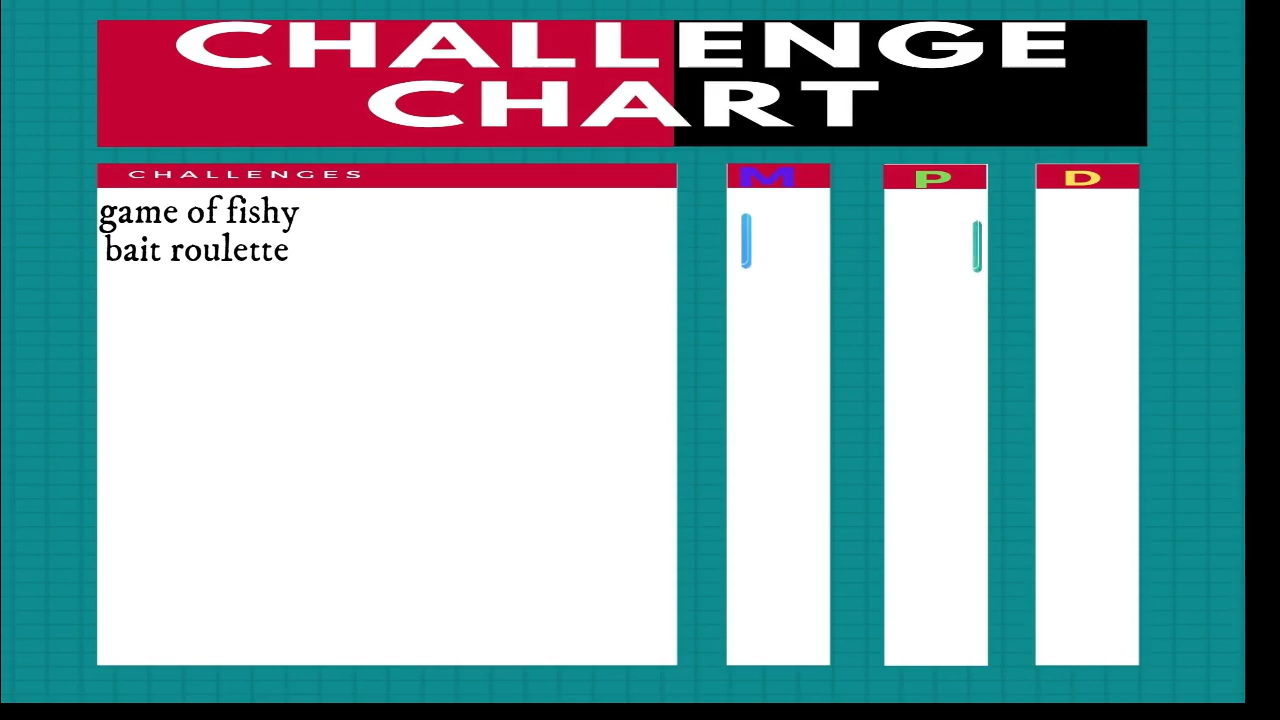 CHALLENGE
CHART
CHALLENGES
M
P
D
game of fishy
bait roulette